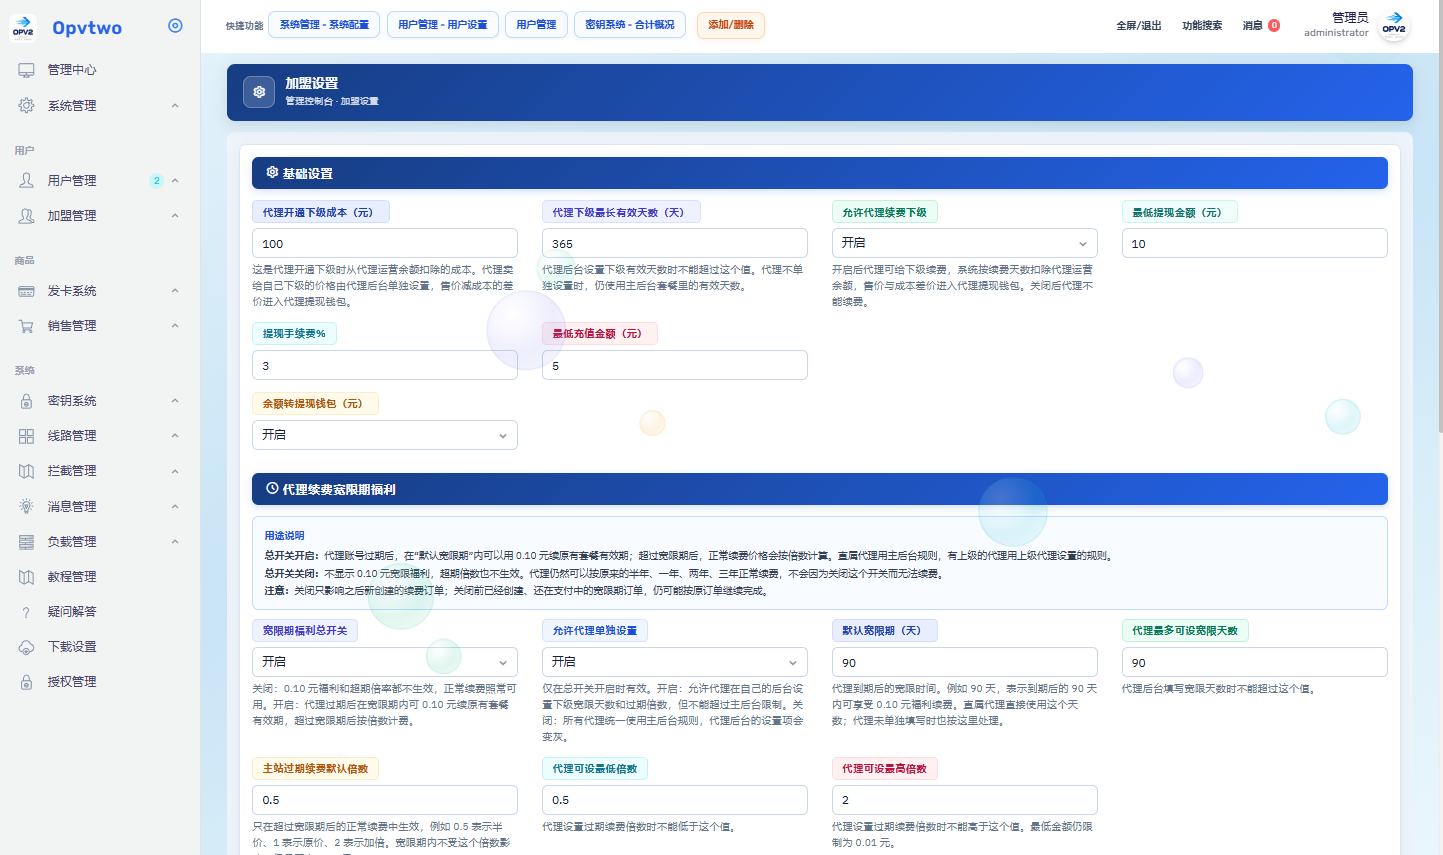 OPV2
Opvtwo
管理中心
系统管理
用户
用户管理 2
加盟管理
商品
发卡系统
销售管理
系统
密钥系统
线路管理
拦截管理
消息管理
负载管理
教程管理
疑问解答
下载设置
授权管理
快捷功能 系统管理 - 系统配置 用户管理 - 用户设置 用户管理 密钥系统 - 合计概况 添加/删除
全屏/退出 功能搜索 消息 0
管理员
administrator
OPV2
加盟设置
管理控制台 · 加盟设置
基础设置
代理开通下级成本（元）
100
这是代理开通下级时从代理运营余额扣除的成本。代理卖
给自己下级的价格由代理后台单独设置，售价减成本的差
价进入代理提现钱包。
代理下级最长有效天数（天）
365
代理后台设置下级有效天数时不能超过这个值。代理不单
独设置时，仍使用主后台套餐里的有效天数。
允许代理续费下级
开启
开启后代理可给下级续费，系统按续费天数扣除代理运营
余额，售价与成本差价进入代理提现钱包。关闭后代理不
能续费。
最低提现金额（元）
10
提现手续费%
3
最低充值金额（元）
5
余额转提现钱包（元）
开启
代理续费宽限期福利
用途说明
总开关开启：代理账号过期后，在“默认宽限期”内可以用 0.10 元续原有套餐有效期；超过宽限期后，正常续费价格会按倍数计算。直属代理用主后台规则，有上级的代理用上级代理设置的规则。
总开关关闭：不显示 0.10 元宽限福利，超期倍数也不生效。代理仍然可以按原来的半年、一年、两年、三年正常续费，不会因为关闭这个开关而无法续费。
注意：关闭只影响之后新创建的续费订单；关闭前已经创建、还在支付中的宽限期订单，仍可能按原订单继续完成。
宽限期福利总开关
开启
关闭：0.10 元福利和超期倍率都不生效，正常续费照常可
用。开启：代理过期后在宽限期内可 0.10 元续原有套餐
有效期，超过宽限期后按倍数计费。
允许代理单独设置
开启
仅在总开关开启时有效。开启：允许代理在自己的后台设
置下级宽限天数和过期倍数，但不能超过主后台限制。关
闭：所有代理统一使用主后台规则，代理后台的设置项会
变灰。
默认宽限期（天）
90
代理到期后的宽限时间。例如 90 天，表示到期后的 90 天
内可享受 0.10 元福利续费。直属代理直接使用这个天
数；代理未单独填写时也按这里处理。
代理最多可设宽限天数
90
代理后台填写宽限天数时不能超过这个值。
主站过期续费默认倍数
0.5
只在超过宽限期后的正常续费中生效，例如 0.5 表示半
价、1 表示原价、2 表示加倍。宽限期内不受这个倍数影
代理可设最低倍数
0.5
代理设置过期续费倍数时不能低于这个值。
代理可设最高倍数
2
代理设置过期续费倍数时不能高于这个值。最低金额仍限
制为 0.01 元。